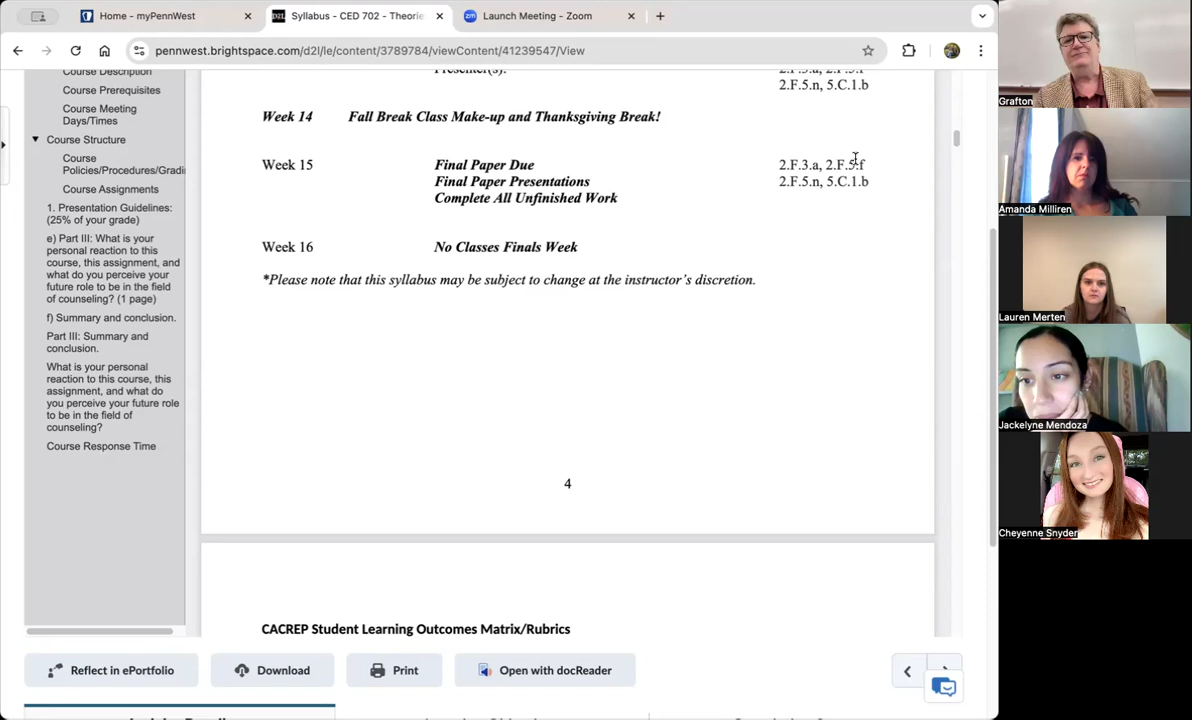 Home - myPennWest
Syllabus - CED 702 - Theorie
Launch Meeting - Zoom
pennwest.brightspace.com/d2l/le/content/3789784/viewContent/41239547/View
Course Description
Course Prerequisites
Course Meeting
Days/Times
Course Structure
Course
Policies/Procedures/Gradi
Course Assignments
1. Presentation Guidelines:
(25% of your grade)
e) Part III: What is your
personal reaction to this
course, this assignment, and
what do you perceive your
future role to be in the field
of counseling? (1 page)
f) Summary and conclusion.
Part III: Summary and
conclusion.
What is your personal
reaction to this course, this
assignment, and what do
you perceive your future role
to be in the field of
counseling?
Course Response Time
Presenter(s):
2.F.5.n, 5.C.1.b
Week 14 Fall Break Class Make-up and Thanksgiving Break!
Week 15 Final Paper Due 2.F.3.a, 2.F.5.f
Final Paper Presentations 2.F.5.n, 5.C.1.b
Complete All Unfinished Work
Week 16 No Classes Finals Week
*Please note that this syllabus may be subject to change at the instructor's discretion.
4
CACREP Student Learning Outcomes Matrix/Rubrics
Reflect in ePortfolio
Download
Print
Open with docReader
Grafton
Amanda Milliren
Lauren Merten
Jackelyne Mendoza
Cheyenne Snyder